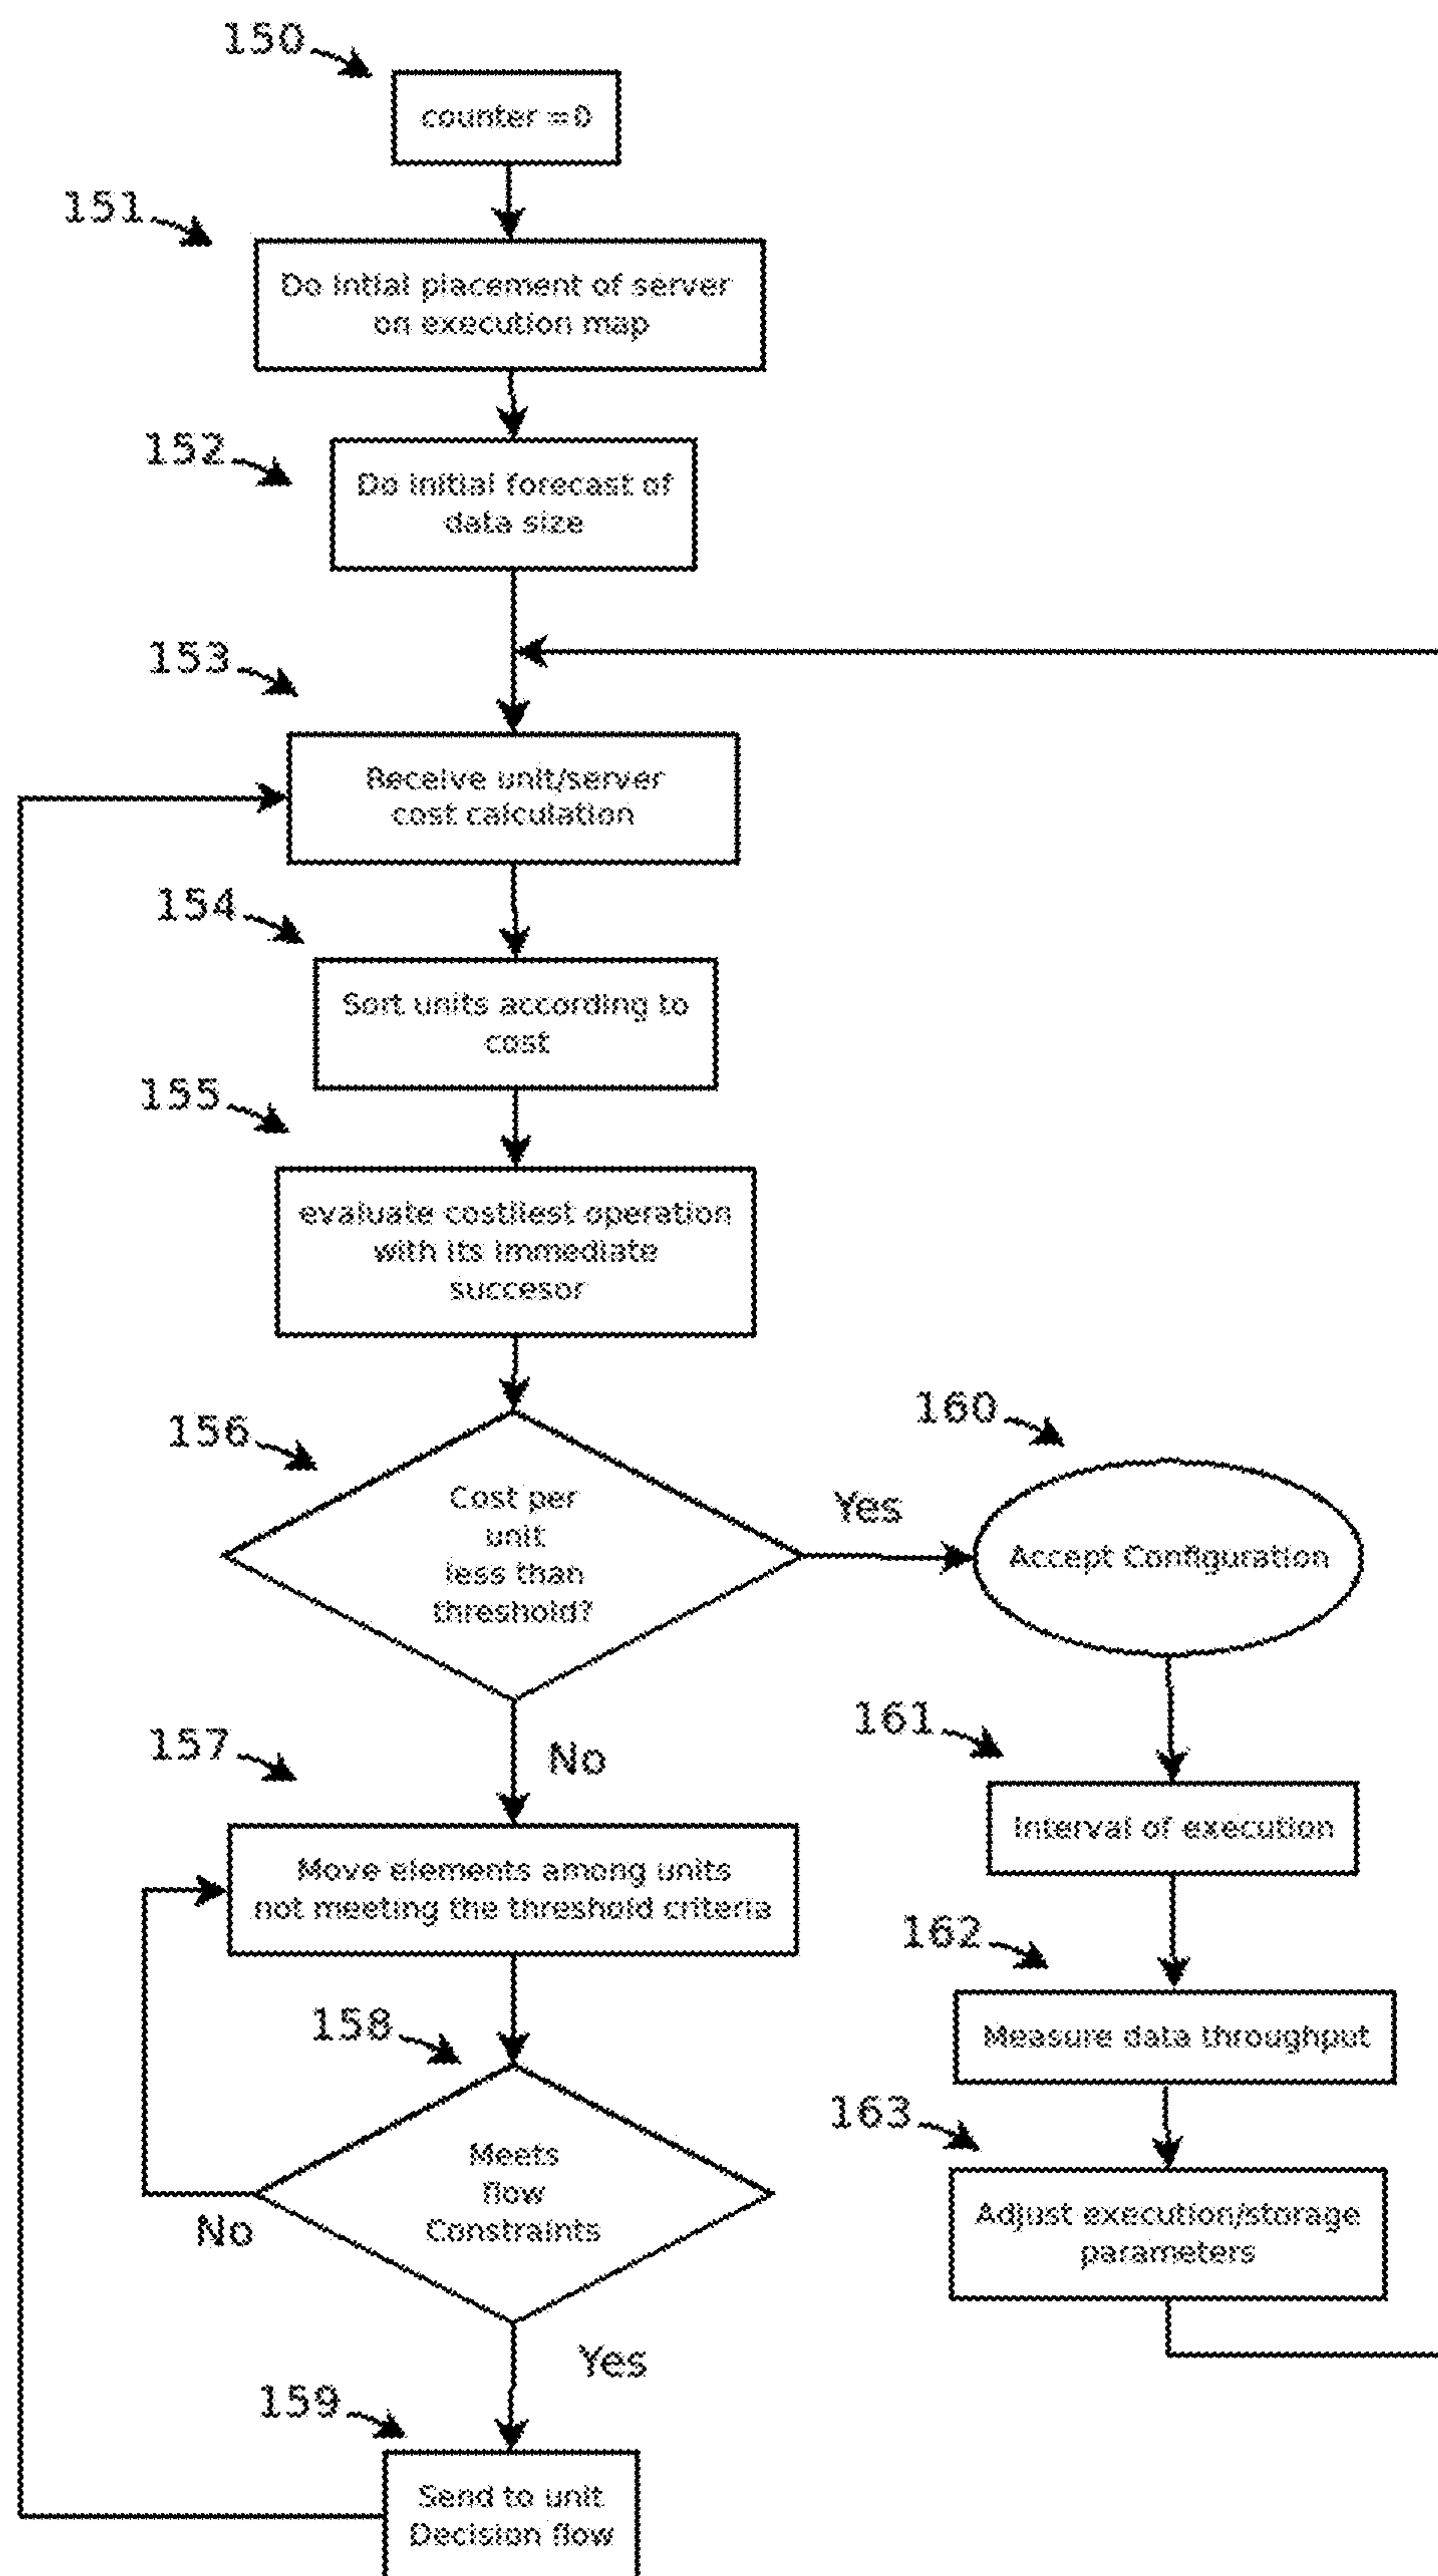 150
counter =0
151
Do intial placement of server
on execution map
152
Do initial forecast of
data size
153
Receive unit/server
cost calculation
154
Sort units according to
cost
155
evaluate costliest operation
with its immediate
succesor
156
Cost per
unit
less than
threshold?
Yes
160
Accept Configuration
No
157
Move elements among units
not meeting the threshold criteria
161
Interval of execution
158
Meets
flow
Constraints
No
Yes
162
Measure data throughput
163
Adjust execution/storage
parameters
159
Send to unit
Decision flow